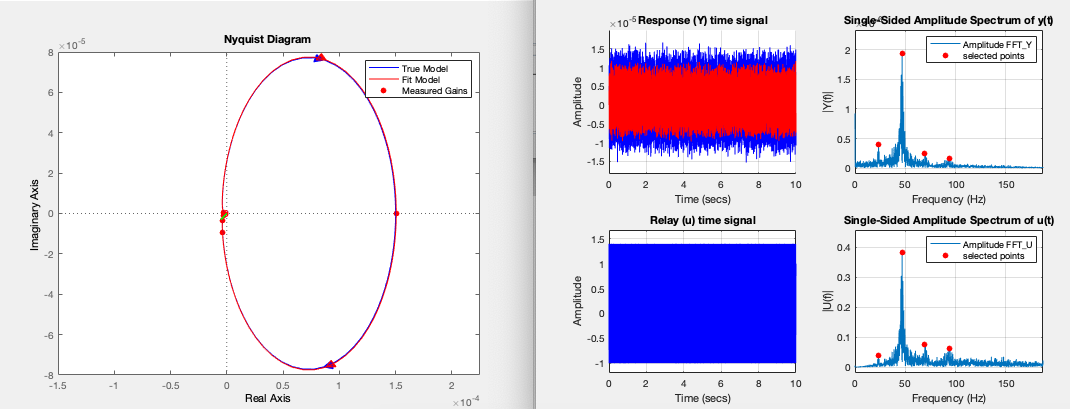 Nyquist Diagram
×10⁻⁵
8
6
4
2
0
-2
-4
-6
-8
Imaginary Axis
-1.5 -1 -0.5 0 0.5 1 1.5 2
Real Axis
×10⁻⁴
True Model
Fit Model
Measured Gains
×10⁻⁵ Response (Y) time signal
1.5
1
0.5
0
-0.5
-1
-1.5
Amplitude
0 2 4 6 8 10
Time (secs)
Single-Sided Amplitude Spectrum of y(t)
2
1.5
1
0.5
0
|Y(f)|
0 50 100 150
Frequency (Hz)
Amplitude FFT_Y
selected points
Relay (u) time signal
1.5
1
0.5
0
-0.5
-1
Amplitude
0 2 4 6 8 10
Time (secs)
Single-Sided Amplitude Spectrum of u(t)
0.4
0.3
0.2
0.1
0
|U(f)|
0 50 100 150
Frequency (Hz)
Amplitude FFT_U
selected points